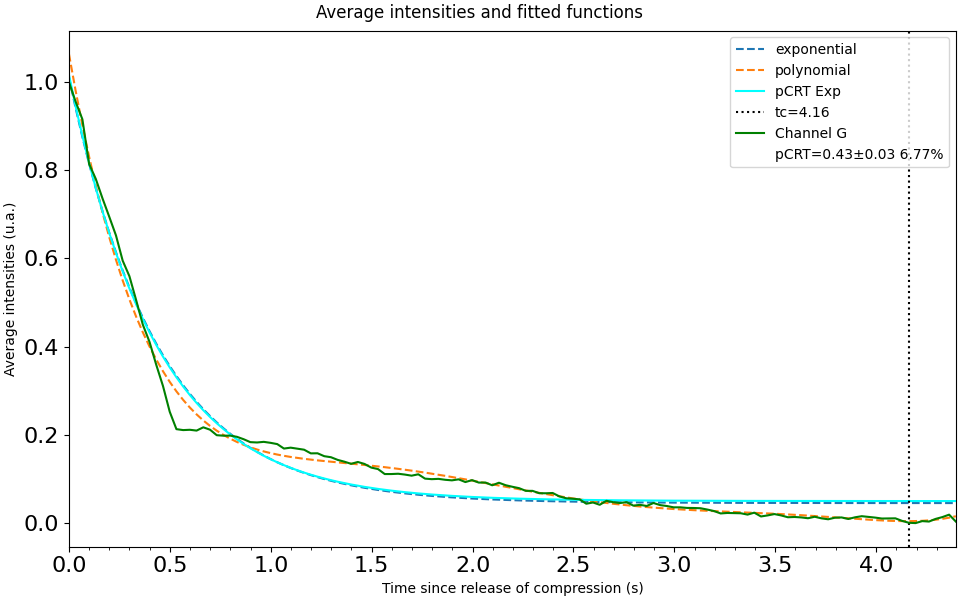 Average intensities and fitted functions
Average intensities (u.a.)
1.0
0.8
0.6
0.4
0.2
0.0
exponential
polynomial
pCRT Exp
tc=4.16
Channel G
pCRT=0.43±0.03 6.77%
0.0 0.5 1.0 1.5 2.0 2.5 3.0 3.5 4.0
Time since release of compression (s)